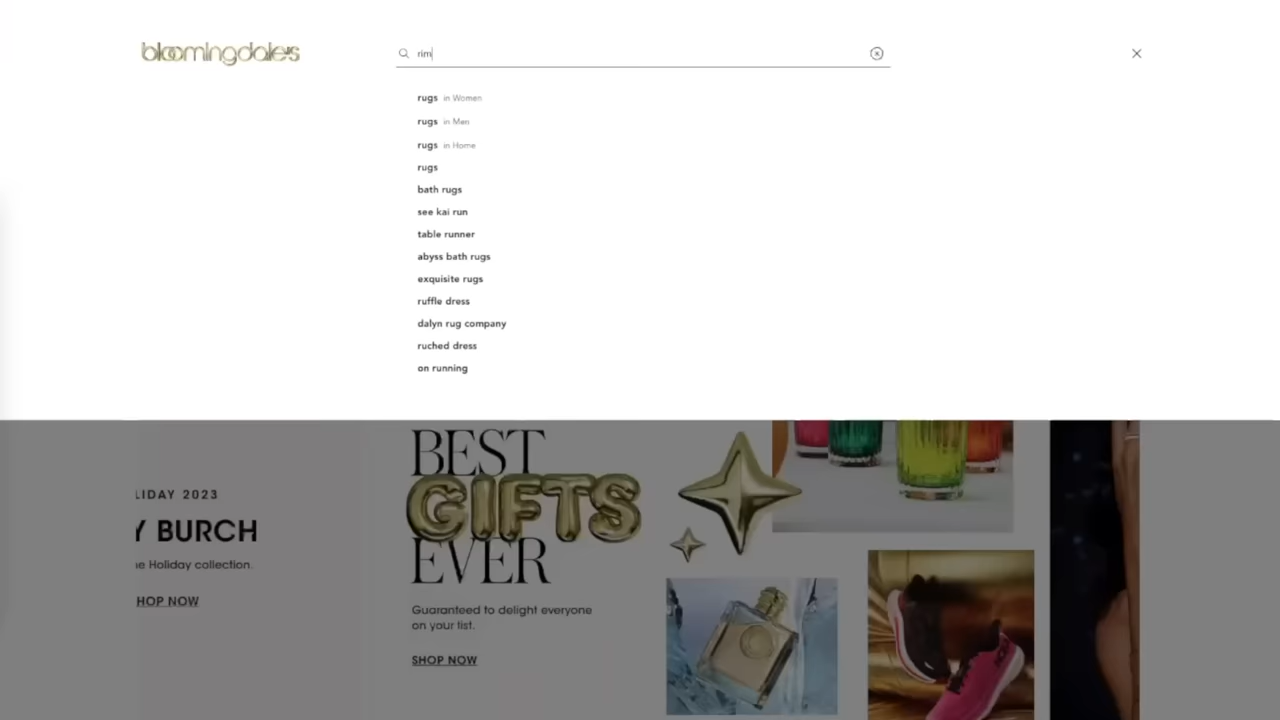 bloomingdale's
rim
rugs in Women
rugs in Men
rugs in Home
rugs
bath rugs
see kai run
table runner
abyss bath rugs
exquisite rugs
ruffle dress
dalyn rug company
ruched dress
on running
LIDAY 2023
Y BURCH
e Holiday collection.
HOP NOW
BEST
GIFTS
EVER
Guaranteed to delight everyone
on your list.
SHOP NOW